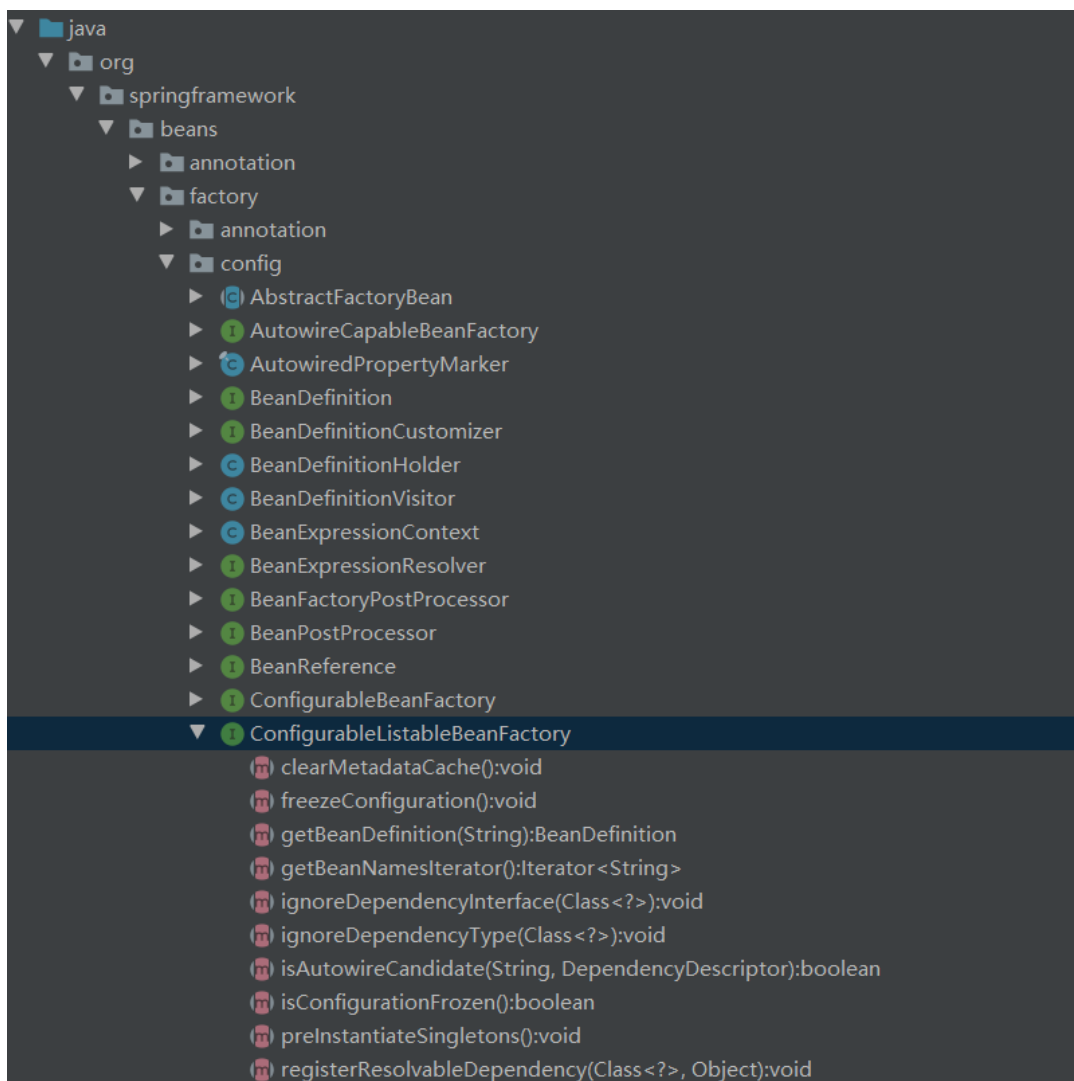 java
org
springframework
beans
annotation
factory
annotation
config
AbstractFactoryBean
AutowireCapableBeanFactory
AutowiredPropertyMarker
BeanDefinition
BeanDefinitionCustomizer
BeanDefinitionHolder
BeanDefinitionVisitor
BeanExpressionContext
BeanExpressionResolver
BeanFactoryPostProcessor
BeanPostProcessor
BeanReference
ConfigurableBeanFactory
ConfigurableListableBeanFactory
clearMetadataCache():void
freezeConfiguration():void
getBeanDefinition(String):BeanDefinition
getBeanNamesIterator():Iterator<String>
ignoreDependencyInterface(Class<?>):void
ignoreDependencyType(Class<?>):void
isAutowireCandidate(String, DependencyDescriptor):boolean
isConfigurationFrozen():boolean
preInstantiateSingletons():void
registerResolvableDependency(Class<?>, Object):void